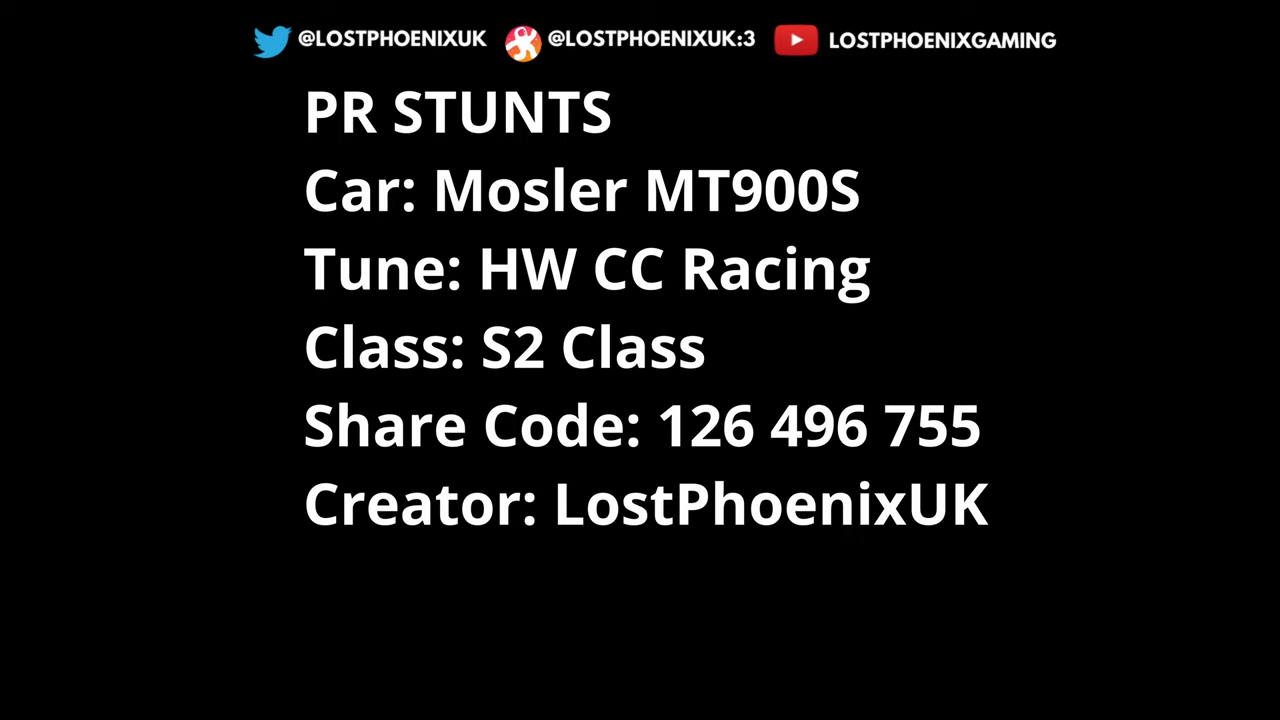 @LOSTPHOENIXUK @LOSTPHOENIXUK:3 LOSTPHOENIXGAMING
PR STUNTS
Car: Mosler MT900S
Tune: HW CC Racing
Class: S2 Class
Share Code: 126 496 755
Creator: LostPhoenixUK